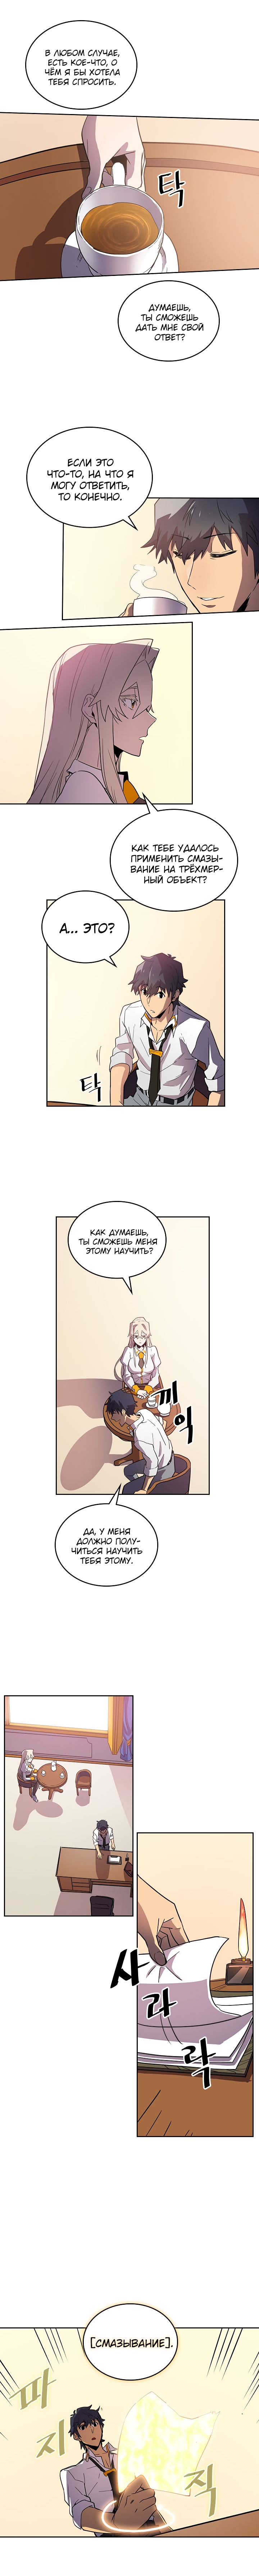 В ЛЮБОМ СЛУЧАЕ,
ЕСТЬ КОЕ-ЧТО, О
ЧЁМ Я БЫ ХОТЕЛА
ТЕБЯ СПРОСИТЬ.
탁
ДУМАЕШЬ,
ТЫ СМОЖЕШЬ
ДАТЬ МНЕ СВОЙ
ОТВЕТ?
ЕСЛИ ЭТО
ЧТО-ТО, НА ЧТО Я
МОГУ ОТВЕТИТЬ,
ТО КОНЕЧНО.
КАК ТЕБЕ УДАЛОСЬ
ПРИМЕНИТЬ СМАЗЫ-
ВАНИЕ НА ТРЁХМЕР-
НЫЙ ОБЪЕКТ?
А... ЭТО?
탁
КАК ДУМАЕШЬ,
ТЫ СМОЖЕШЬ МЕНЯ
ЭТОМУ НАУЧИТЬ?
끼
익
ДА, У МЕНЯ
ДОЛЖНО ПОЛУ-
ЧИТЬСЯ НАУЧИТЬ
ТЕБЯ ЭТОМУ.
사
라
락
[СМАЗЫВАНИЕ].
파
지
직